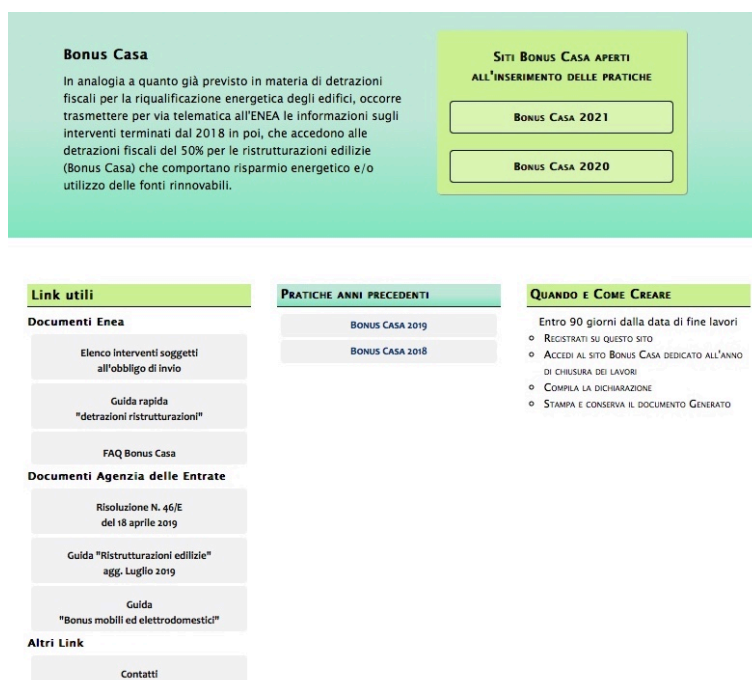 Bonus Casa
In analogia a quanto già previsto in materia di detrazioni
fiscali per la riqualificazione energetica degli edifici, occorre
trasmettere per via telematica all'ENEA le informazioni sugli
interventi terminati dal 2018 in poi, che accedono alle
detrazioni fiscali del 50% per le ristrutturazioni edilizie
(Bonus Casa) che comportano risparmio energetico e/o
utilizzo delle fonti rinnovabili.
Siti Bonus Casa aperti
all'inserimento delle pratiche
Bonus Casa 2021
Bonus Casa 2020
Link utili
Documenti Enea
Elenco interventi soggetti
all'obbligo di invio
Guida rapida
"detrazioni ristrutturazioni"
FAQ Bonus Casa
Documenti Agenzia delle Entrate
Risoluzione N. 46/E
del 18 aprile 2019
Guida "Ristrutturazioni edilizie"
agg. Luglio 2019
Guida
"Bonus mobili ed elettrodomestici"
Altri Link
Contatti
Pratiche anni precedenti
Bonus Casa 2019
Bonus Casa 2018
Quando e Come Creare
Entro 90 giorni dalla data di fine lavori
Registrati su questo sito
Accedi al sito Bonus Casa dedicato all'anno
di chiusura dei lavori
Compila la dichiarazione
Stampa e conserva il documento Generato